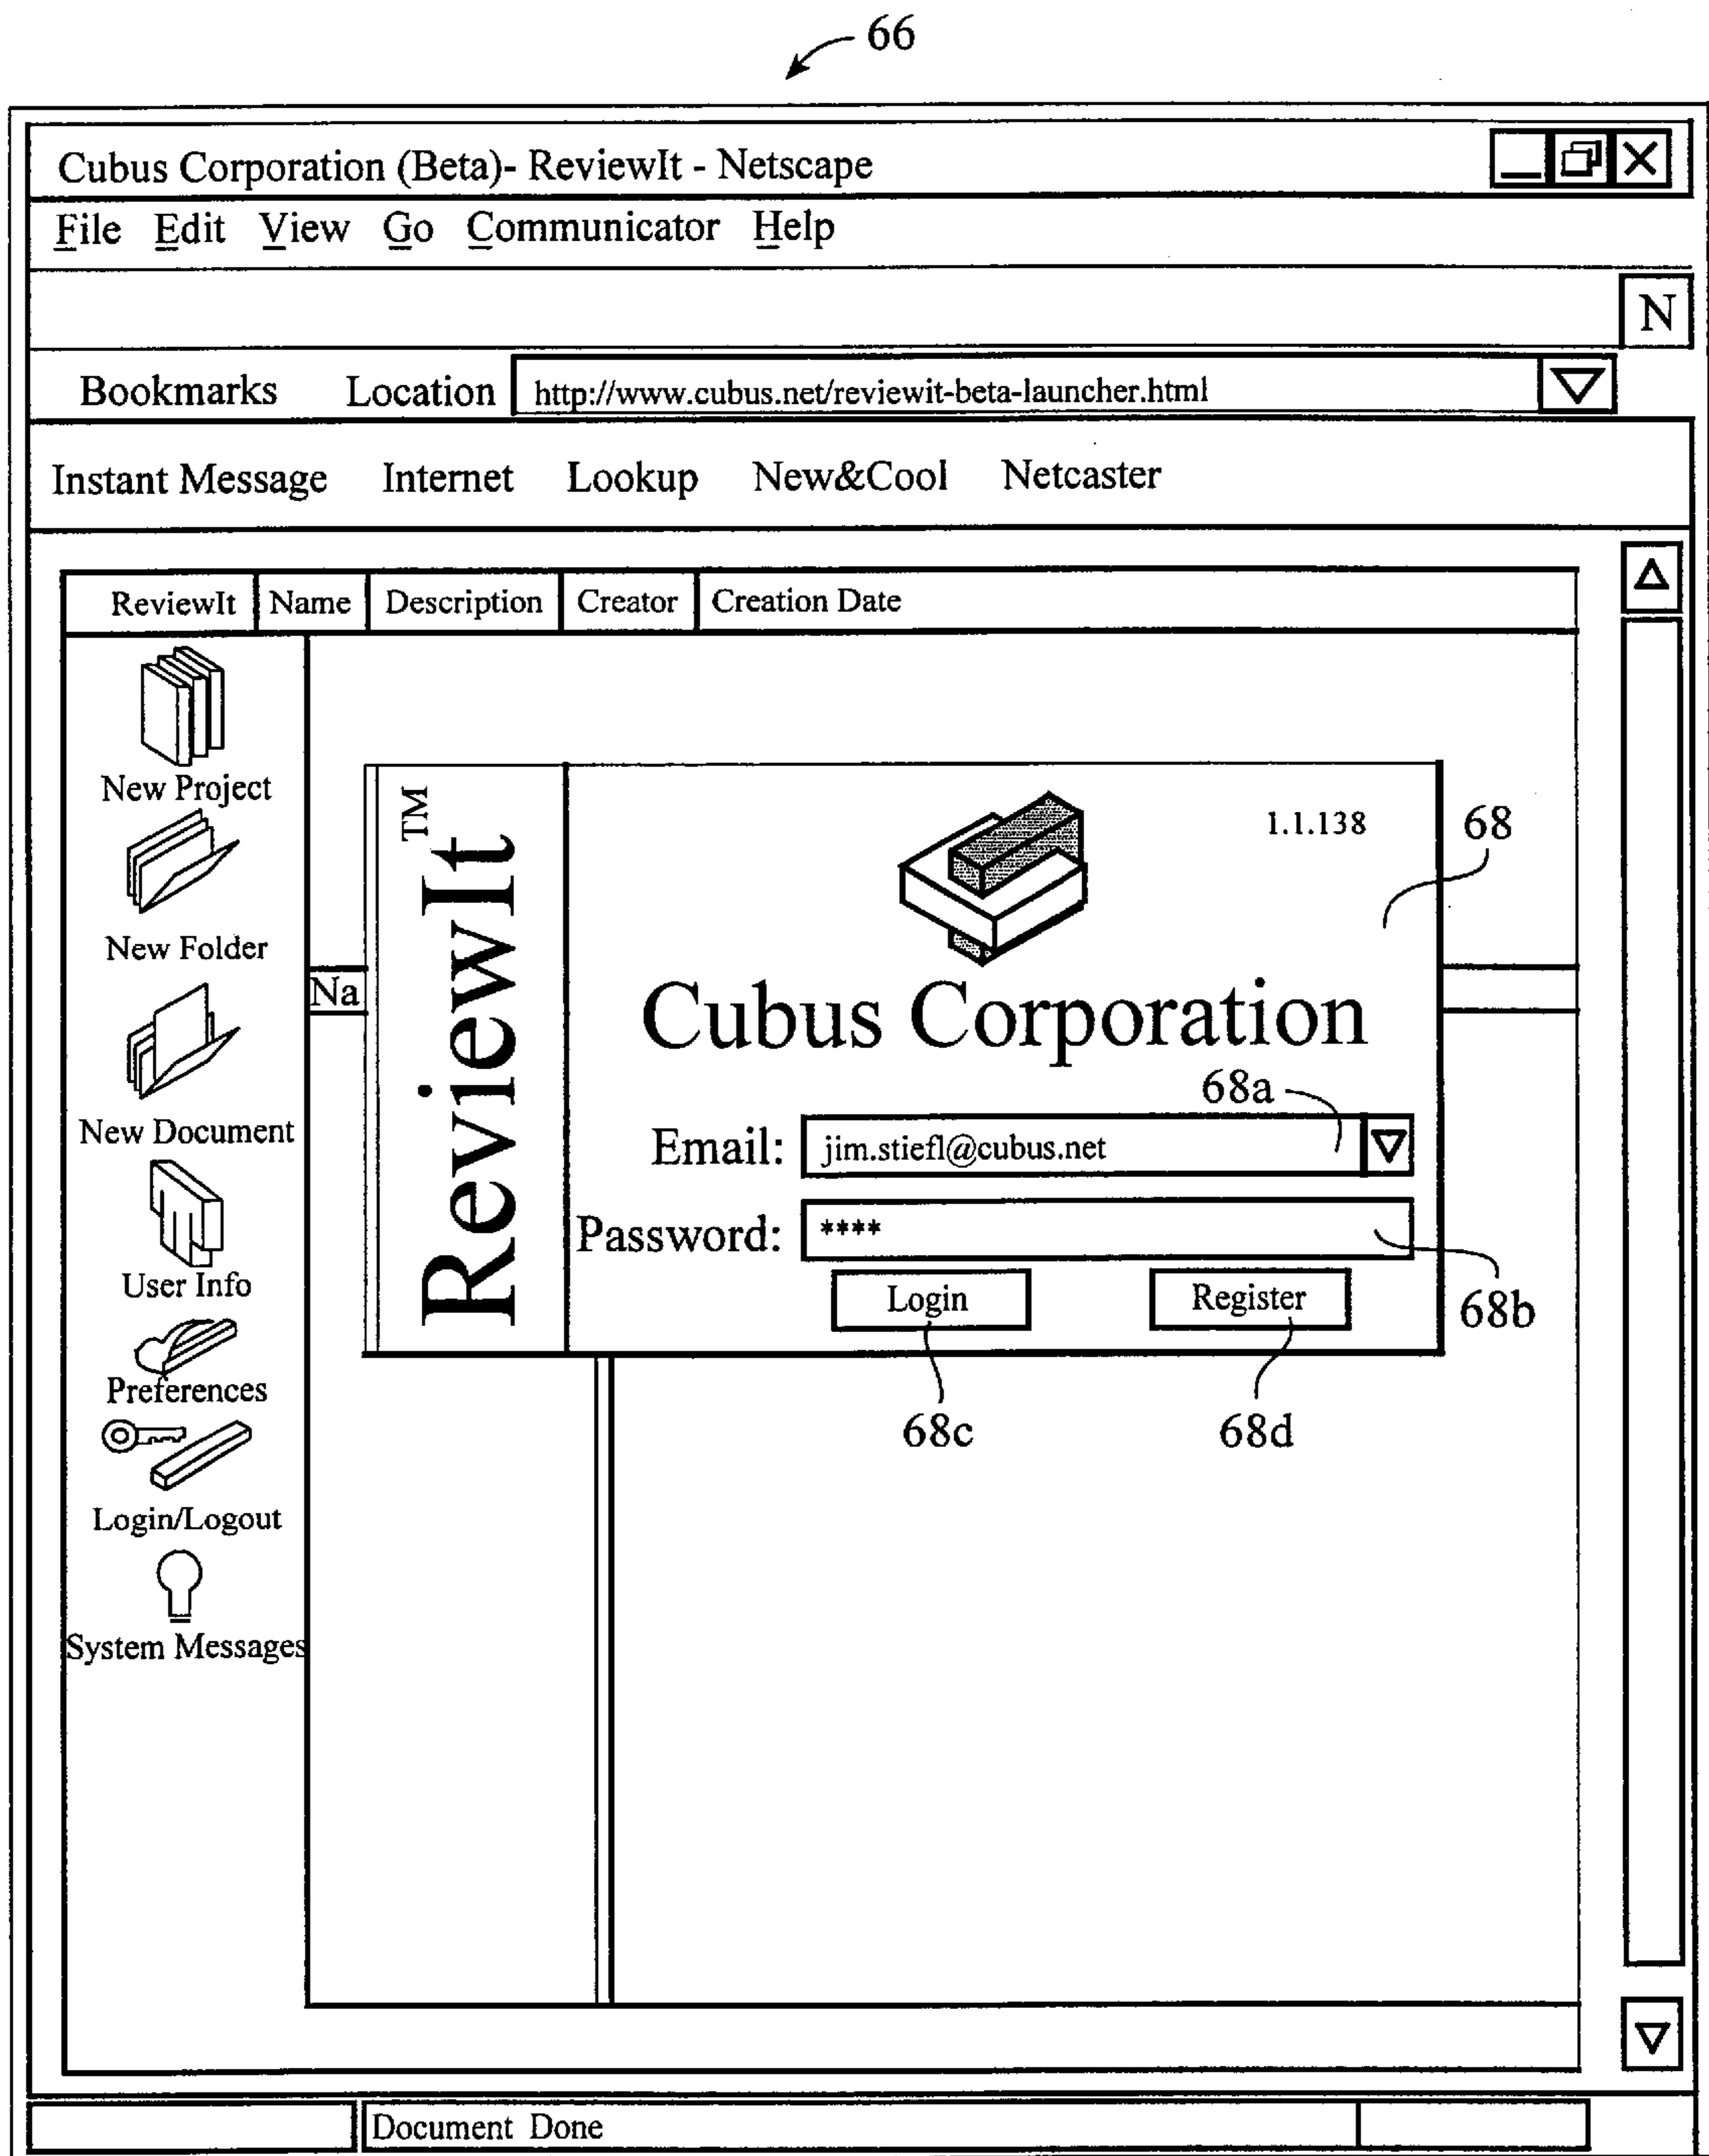 66
Cubus Corporation (Beta)- ReviewIt - Netscape
File Edit View Go Communicator Help
N
Bookmarks Location http://www.cubus.net/reviewit-beta-launcher.html
Instant Message Internet Lookup New&Cool Netcaster
ReviewIt Name Description Creator Creation Date
New Project
New Folder
New Document
User Info
Preferences
Login/Logout
System Messages
Na
ReviewIt™
1.1.138
68
Cubus Corporation
68a
Email: jim.stiefl@cubus.net
Password: ****
Login Register
68b
68c 68d
Document Done